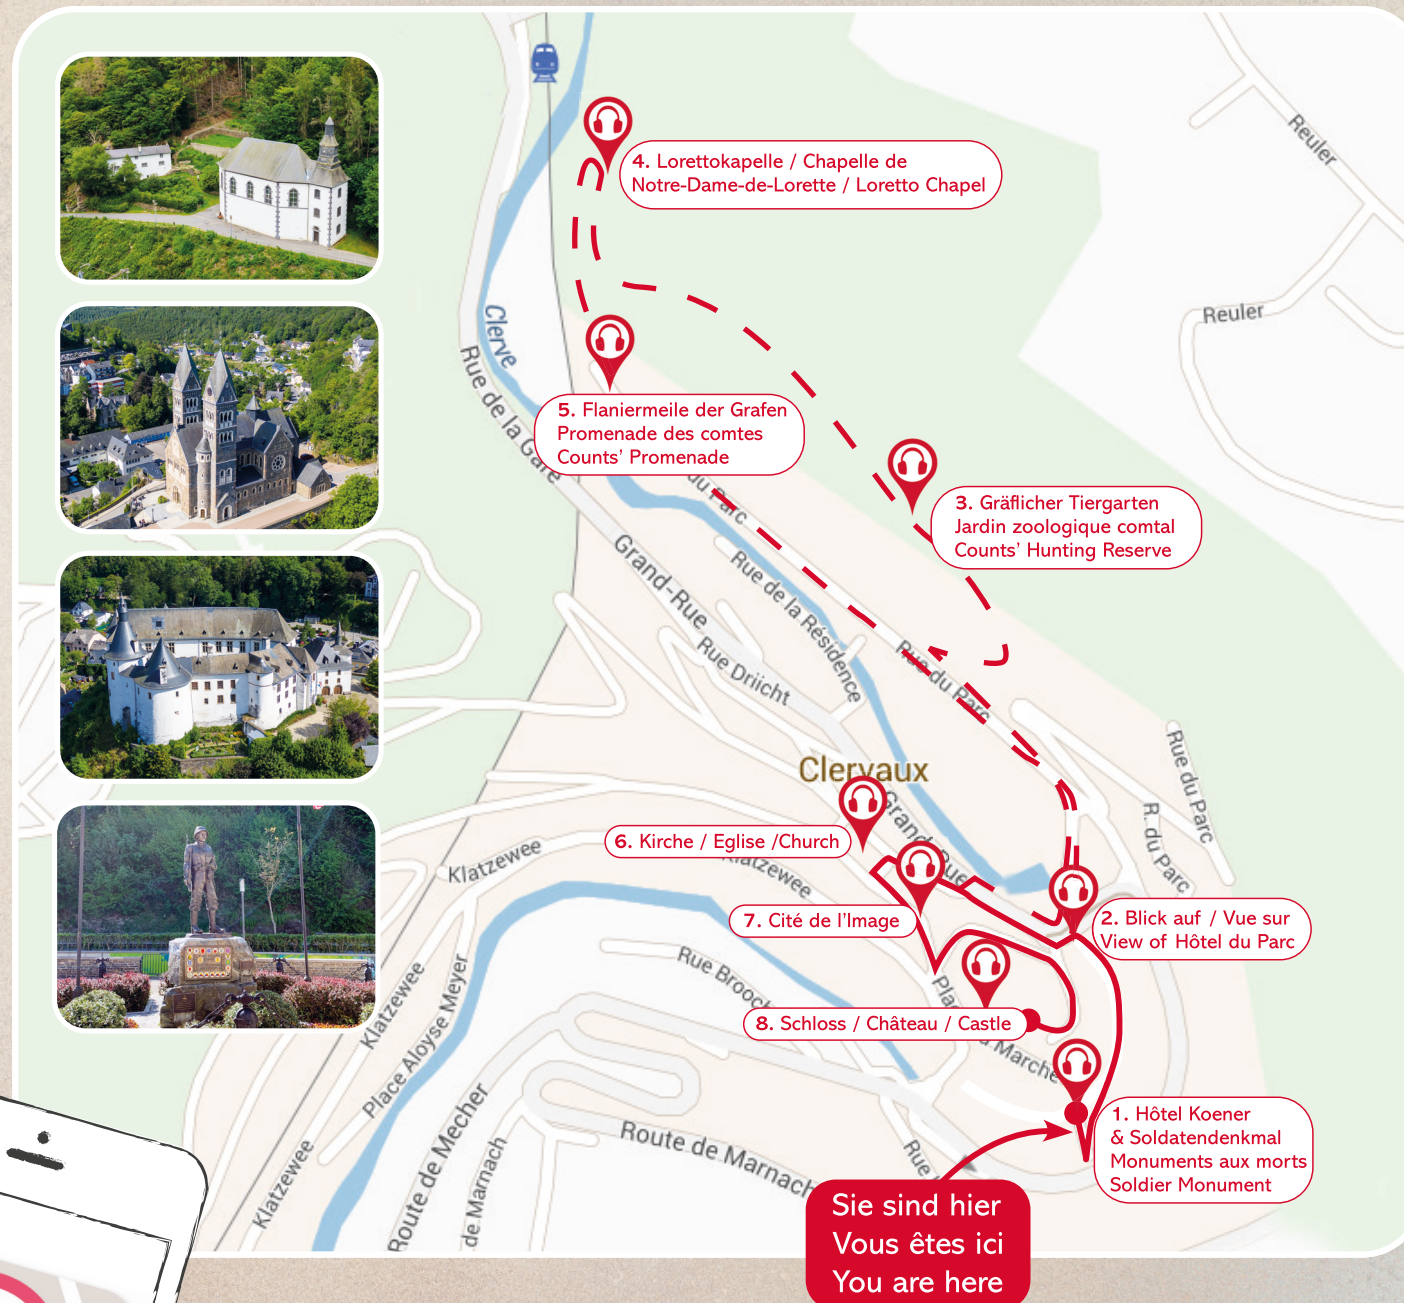 Reuler
4. Lorettokapelle / Chapelle de
Notre-Dame-de-Lorette / Loretto Chapel
Reuler
Clerve
Rue de la Gare
5. Flaniermeile der Grafen
Promenade des comtes
Counts' Promenade
du Parc
3. Gräflicher Tiergarten
Jardin zoologique comtal
Counts' Hunting Reserve
Grand-Rue
Rue de la Résidence
Rue Driicht
Rue du Parc
Rue du Parc
Clervaux
R. du Parc
Grand-Rue
6. Kirche / Eglise /Church
Klatzewee
Klatzewee
7. Cité de l'Image
2. Blick auf / Vue sur
View of Hôtel du Parc
Rue Brooch
Klatzewee
Place Aloyse Meyer
8. Schloss / Château / Castle
Marché
1. Hôtel Koener
& Soldatendenkmal
Monuments aux morts
Soldier Monument
Route de Mecher
Route de Marnach
de Marnach
Klatzewee
Rue
Sie sind hier
Vous êtes ici
You are here